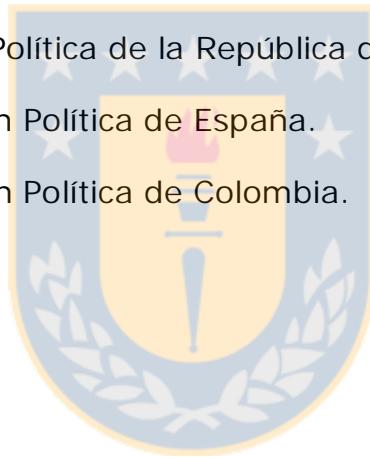 Política de la República d
n Política de España.
n Política de Colombia.